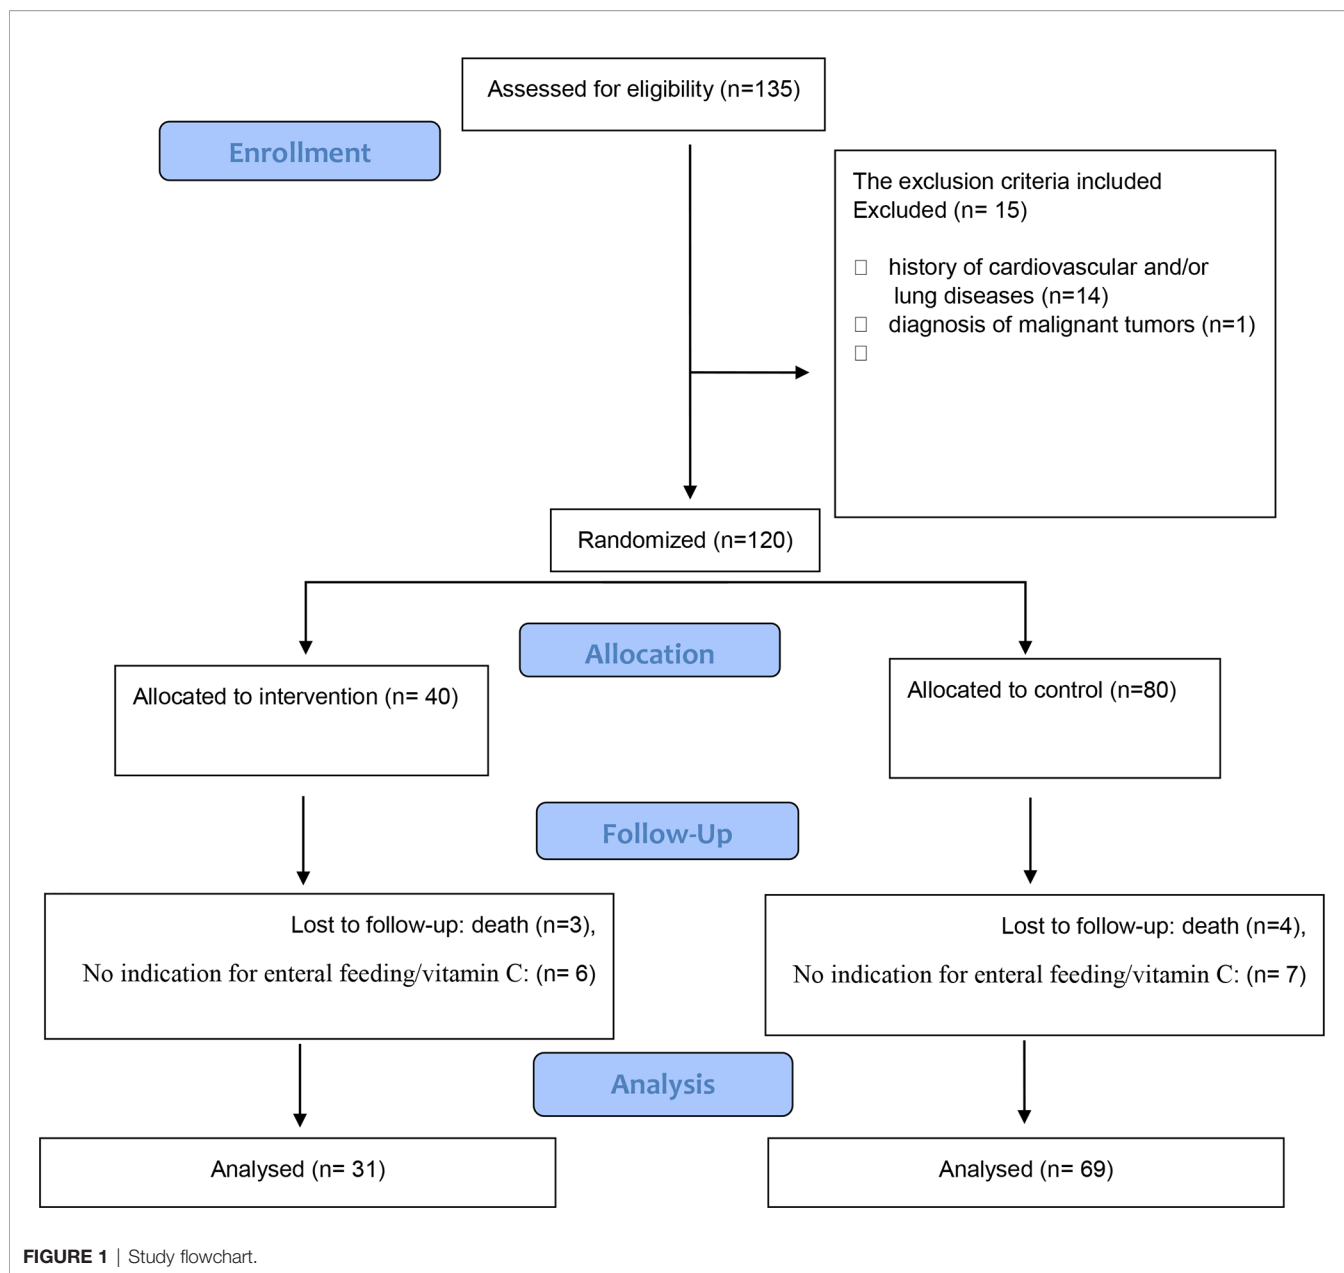 Assessed for eligibility (n=135)
Enrollment
The exclusion criteria included
Excluded (n= 15)
history of cardiovascular and/or
lung diseases (n=14)
diagnosis of malignant tumors (n=1)
Randomized (n=120)
Allocation
Allocated to intervention (n= 40)
Allocated to control (n=80)
Follow-Up
Lost to follow-up: death (n=3),
No indication for enteral feeding/vitamin C: (n= 6)
Lost to follow-up: death (n=4),
No indication for enteral feeding/vitamin C: (n= 7)
Analysis
Analysed (n= 31)
Analysed (n= 69)
FIGURE 1 | Study flowchart.